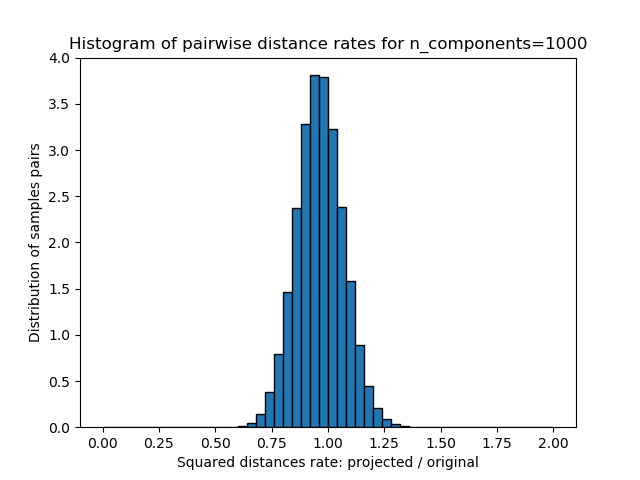 Histogram of pairwise distance rates for n_components=1000
4.0
3.5
3.0
2.5
2.0
1.5
1.0
0.5
0.0
Distribution of samples pairs
0.00 0.25 0.50 0.75 1.00 1.25 1.50 1.75 2.00
Squared distances rate: projected / original